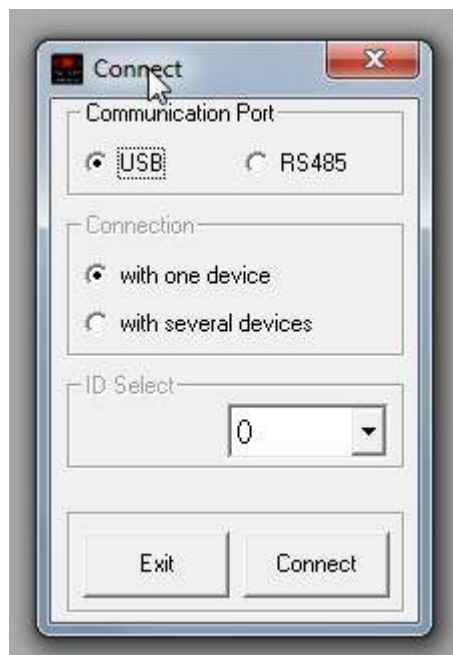 Connect
Communication Port
USB RS485
Connection
with one device
with several devices
ID Select
0
Exit Connect